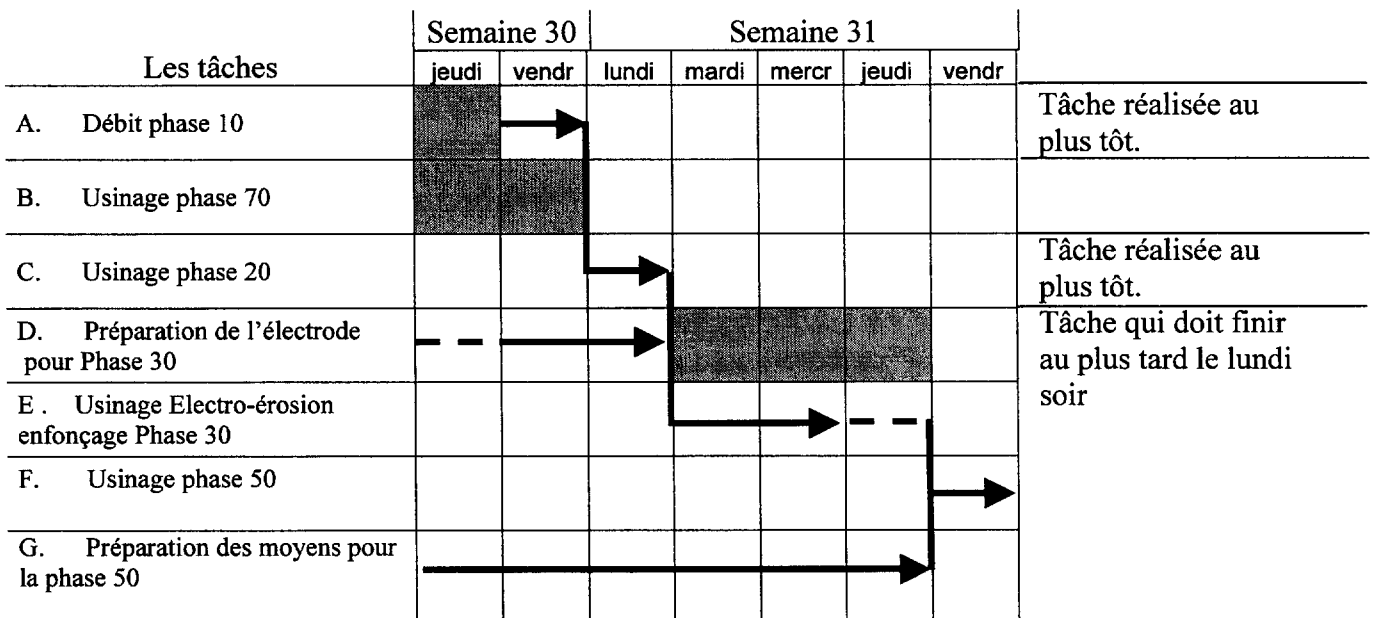 Semaine 30 Semaine 31
Les tâches jeudi vendr lundi mardi mercr jeudi vendr
A. Débit phase 10
Tâche réalisée au
plus tôt.
B. Usinage phase 70
C. Usinage phase 20
Tâche réalisée au
plus tôt.
D. Préparation de l'électrode
pour Phase 30
Tâche qui doit finir
au plus tard le lundi
soir
E . Usinage Electro-érosion
enfonçage Phase 30
F. Usinage phase 50
G. Préparation des moyens pour
la phase 50